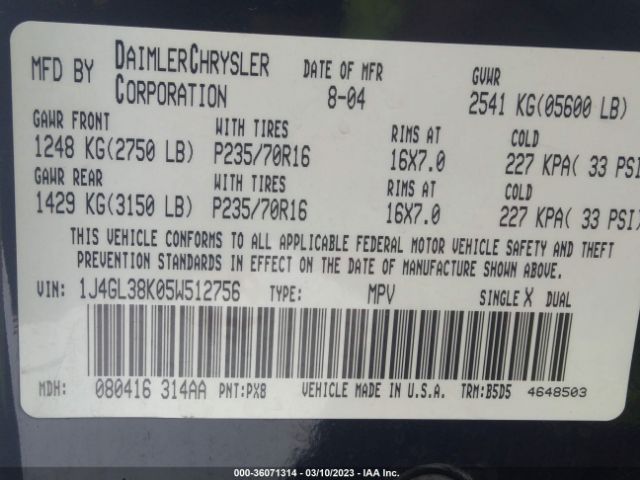 MFD BY DAIMLERCHRYSLER CORPORATION DATE OF MFR 8-04 GVWR 2541 KG(05600 LB)
GAWR FRONT WITH TIRES RIMS AT COLD
1248 KG(2750 LB) P235/70R16 16X7.0 227 KPA( 33 PSI
GAWR REAR WITH TIRES RIMS AT COLD
1429 KG(3150 LB) P235/70R16 16X7.0 227 KPA( 33 PSI)
THIS VEHICLE CONFORMS TO ALL APPLICABLE FEDERAL MOTOR VEHICLE SAFETY AND THEFT
PREVENTION STANDARDS IN EFFECT ON THE DATE OF MANUFACTURE SHOWN ABOVE.
VIN: 1J4GL38K05W512756 TYPE: MPV SINGLE X DUAL
MDH: 080416 314AA PNT:PXB VEHICLE MADE IN U.S.A. TRM:B5D5 4648503
000-36071314 - 03/10/2023 - IAA Inc.